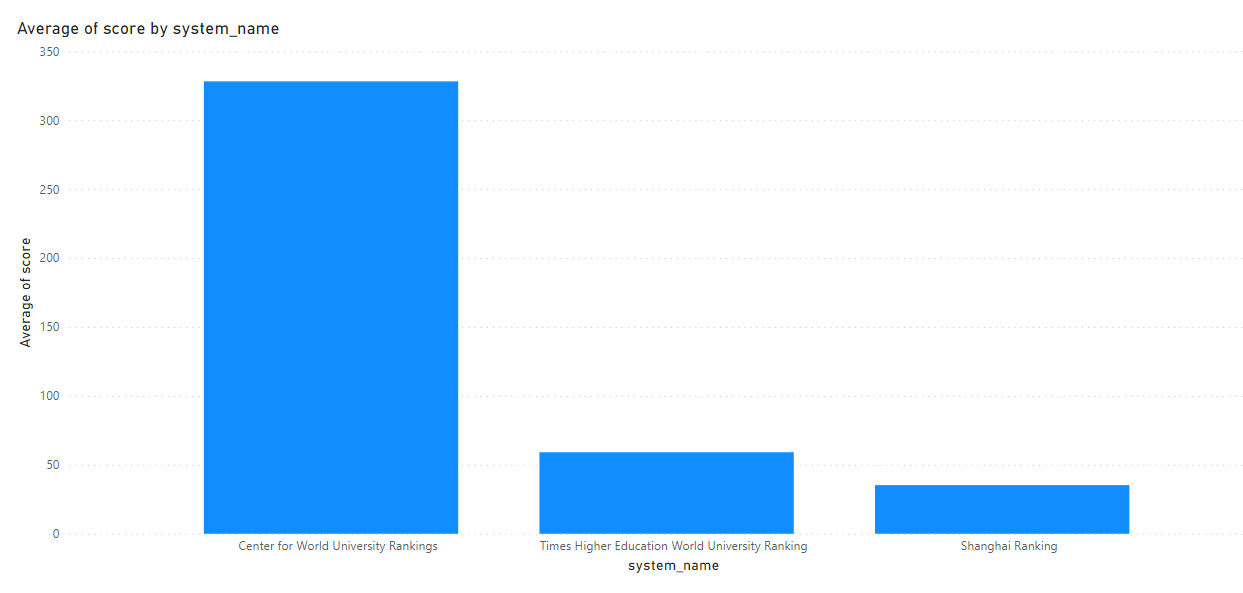 Average of score by system_name
350
300
250
200
150
100
50
0
Average of score
Center for World University Rankings
Times Higher Education World University Ranking
Shanghai Ranking
system_name